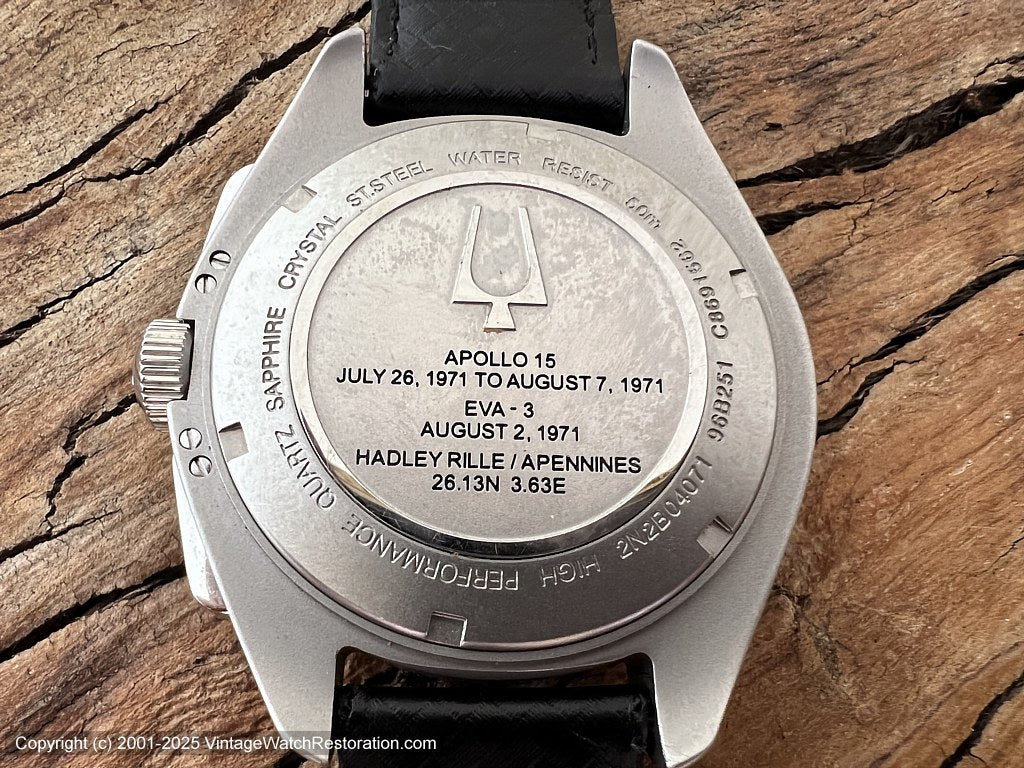 APOLLO 15
JULY 26, 1971 TO AUGUST 7, 1971
EVA - 3
AUGUST 2, 1971
HADLEY RILLE / APENNINES
26.13N 3.63E
HIGH PERFORMANCE QUARTZ SAPPHIRE CRYSTAL ST.STEEL WATER RESIST 50m C8691662 96B251 2N2B04071
Copyright (c) 2001-2025 VintageWatchRestoration.com